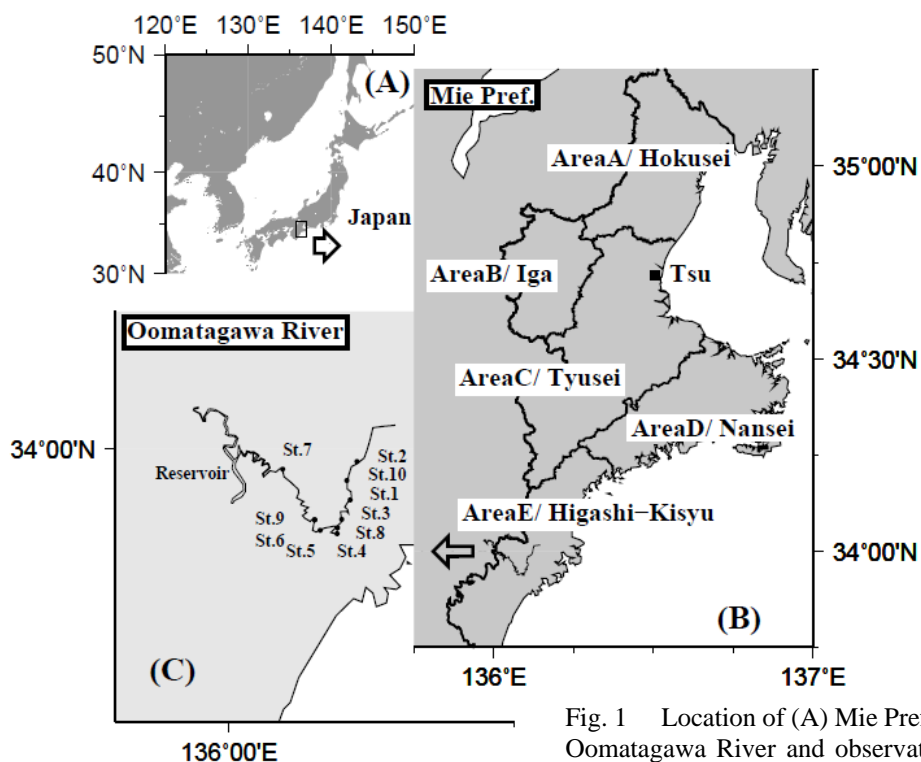 120°E 130°E 140°E 150°E
50°N
40°N
30°N
(A)
Japan
Mie Pref.
AreaA/ Hokusei
AreaB/ Iga
Tsu
AreaC/ Tyusei
AreaD/ Nansei
AreaE/ Higashi−Kisyu
(B)
35°00'N
34°30'N
34°00'N
136°E
137°E
Oomatagawa River
34°00'N
Reservoir
St.7
St.2
St.10
St.1
St.3
St.9
St.8
St.6
St.5
St.4
(C)
136°00'E
Fig. 1 Location of (A) Mie Pre
Oomatagawa River and observat